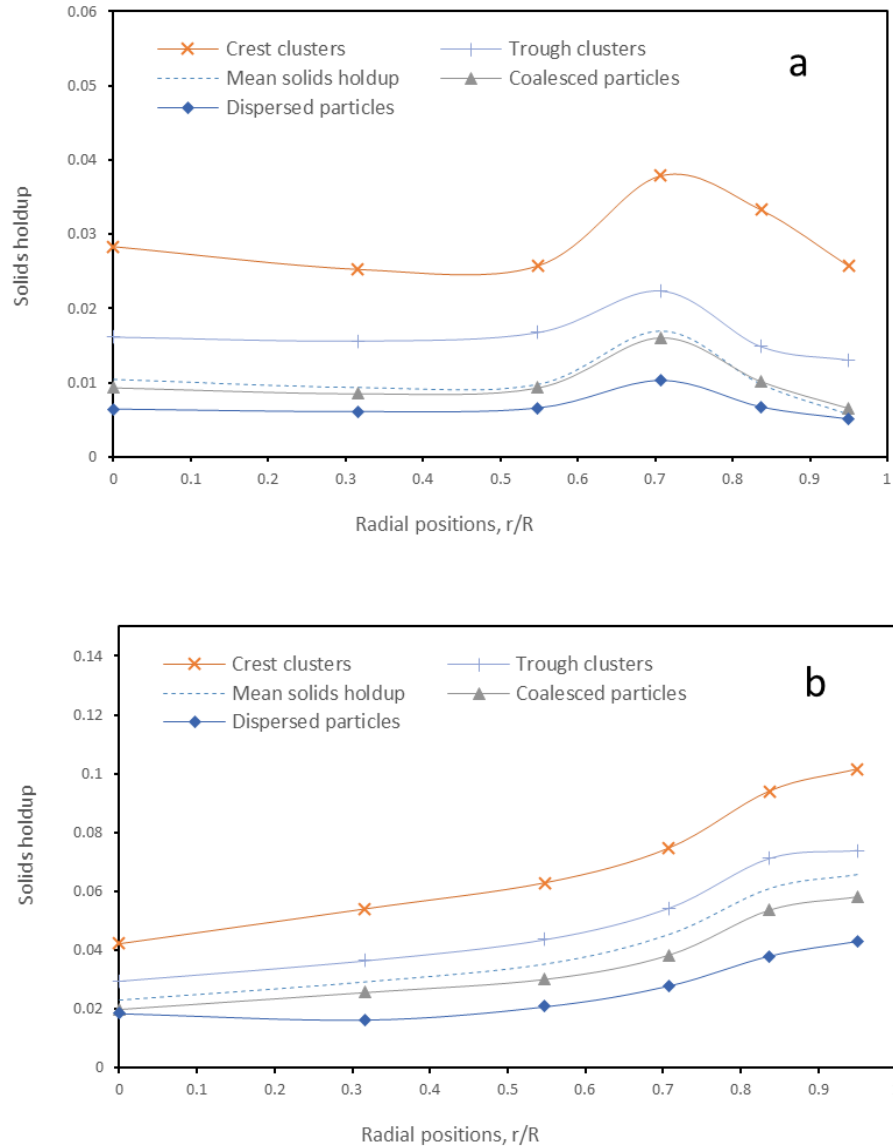 0.06
Crest clusters
Trough clusters
a
Mean solids holdup
Coalesced particles
0.05
Dispersed particles
0.04
Solids holdup
0.03
0.02
0.01
0
0 0.1 0.2 0.3 0.4 0.5 0.6 0.7 0.8 0.9 1
Radial positions, r/R
0.14
Crest clusters
Trough clusters
b
Mean solids holdup
Coalesced particles
0.12
Dispersed particles
0.1
Solids holdup
0.08
0.06
0.04
0.02
0
0 0.1 0.2 0.3 0.4 0.5 0.6 0.7 0.8 0.9
Radial positions, r/R